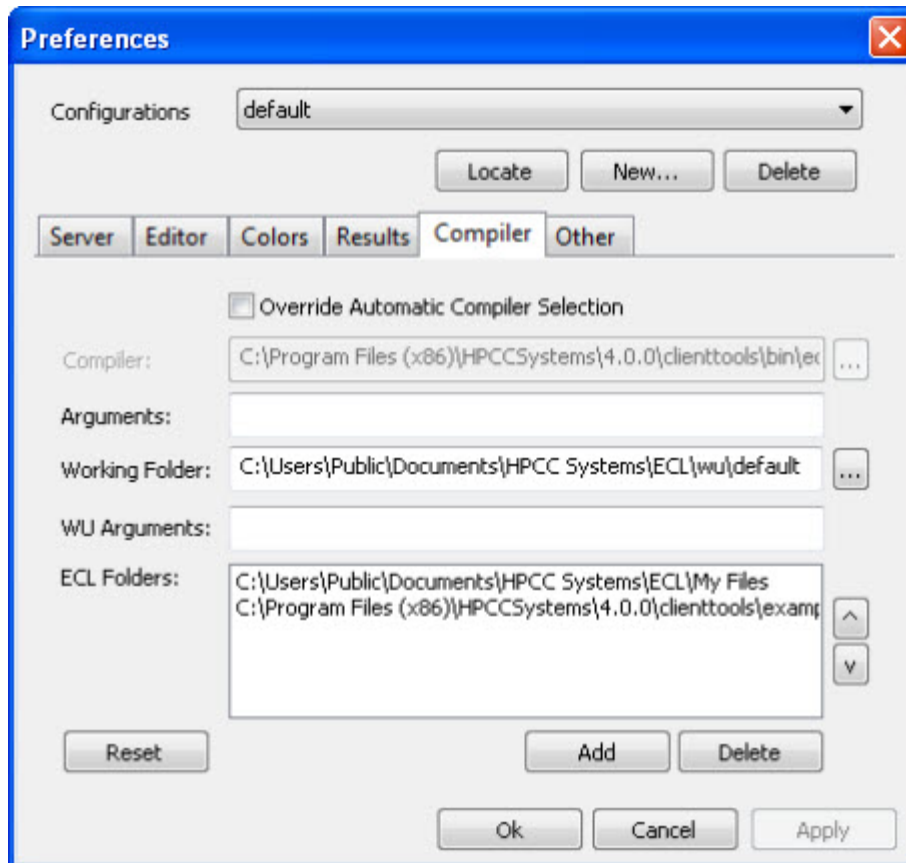 Preferences
Configurations default
Locate New... Delete
Server Editor Colors Results Compiler Other
Override Automatic Compiler Selection
Compiler: C:\Program Files (x86)\HPCCSystems\4.0.0\clienttools\bin\ec ...
Arguments:
Working Folder: C:\Users\Public\Documents\HPCC Systems\ECL\wu\default ...
WU Arguments:
ECL Folders: C:\Users\Public\Documents\HPCC Systems\ECL\My Files
C:\Program Files (x86)\HPCCSystems\4.0.0\clienttools\examp
^
v
Reset Add Delete
Ok Cancel Apply